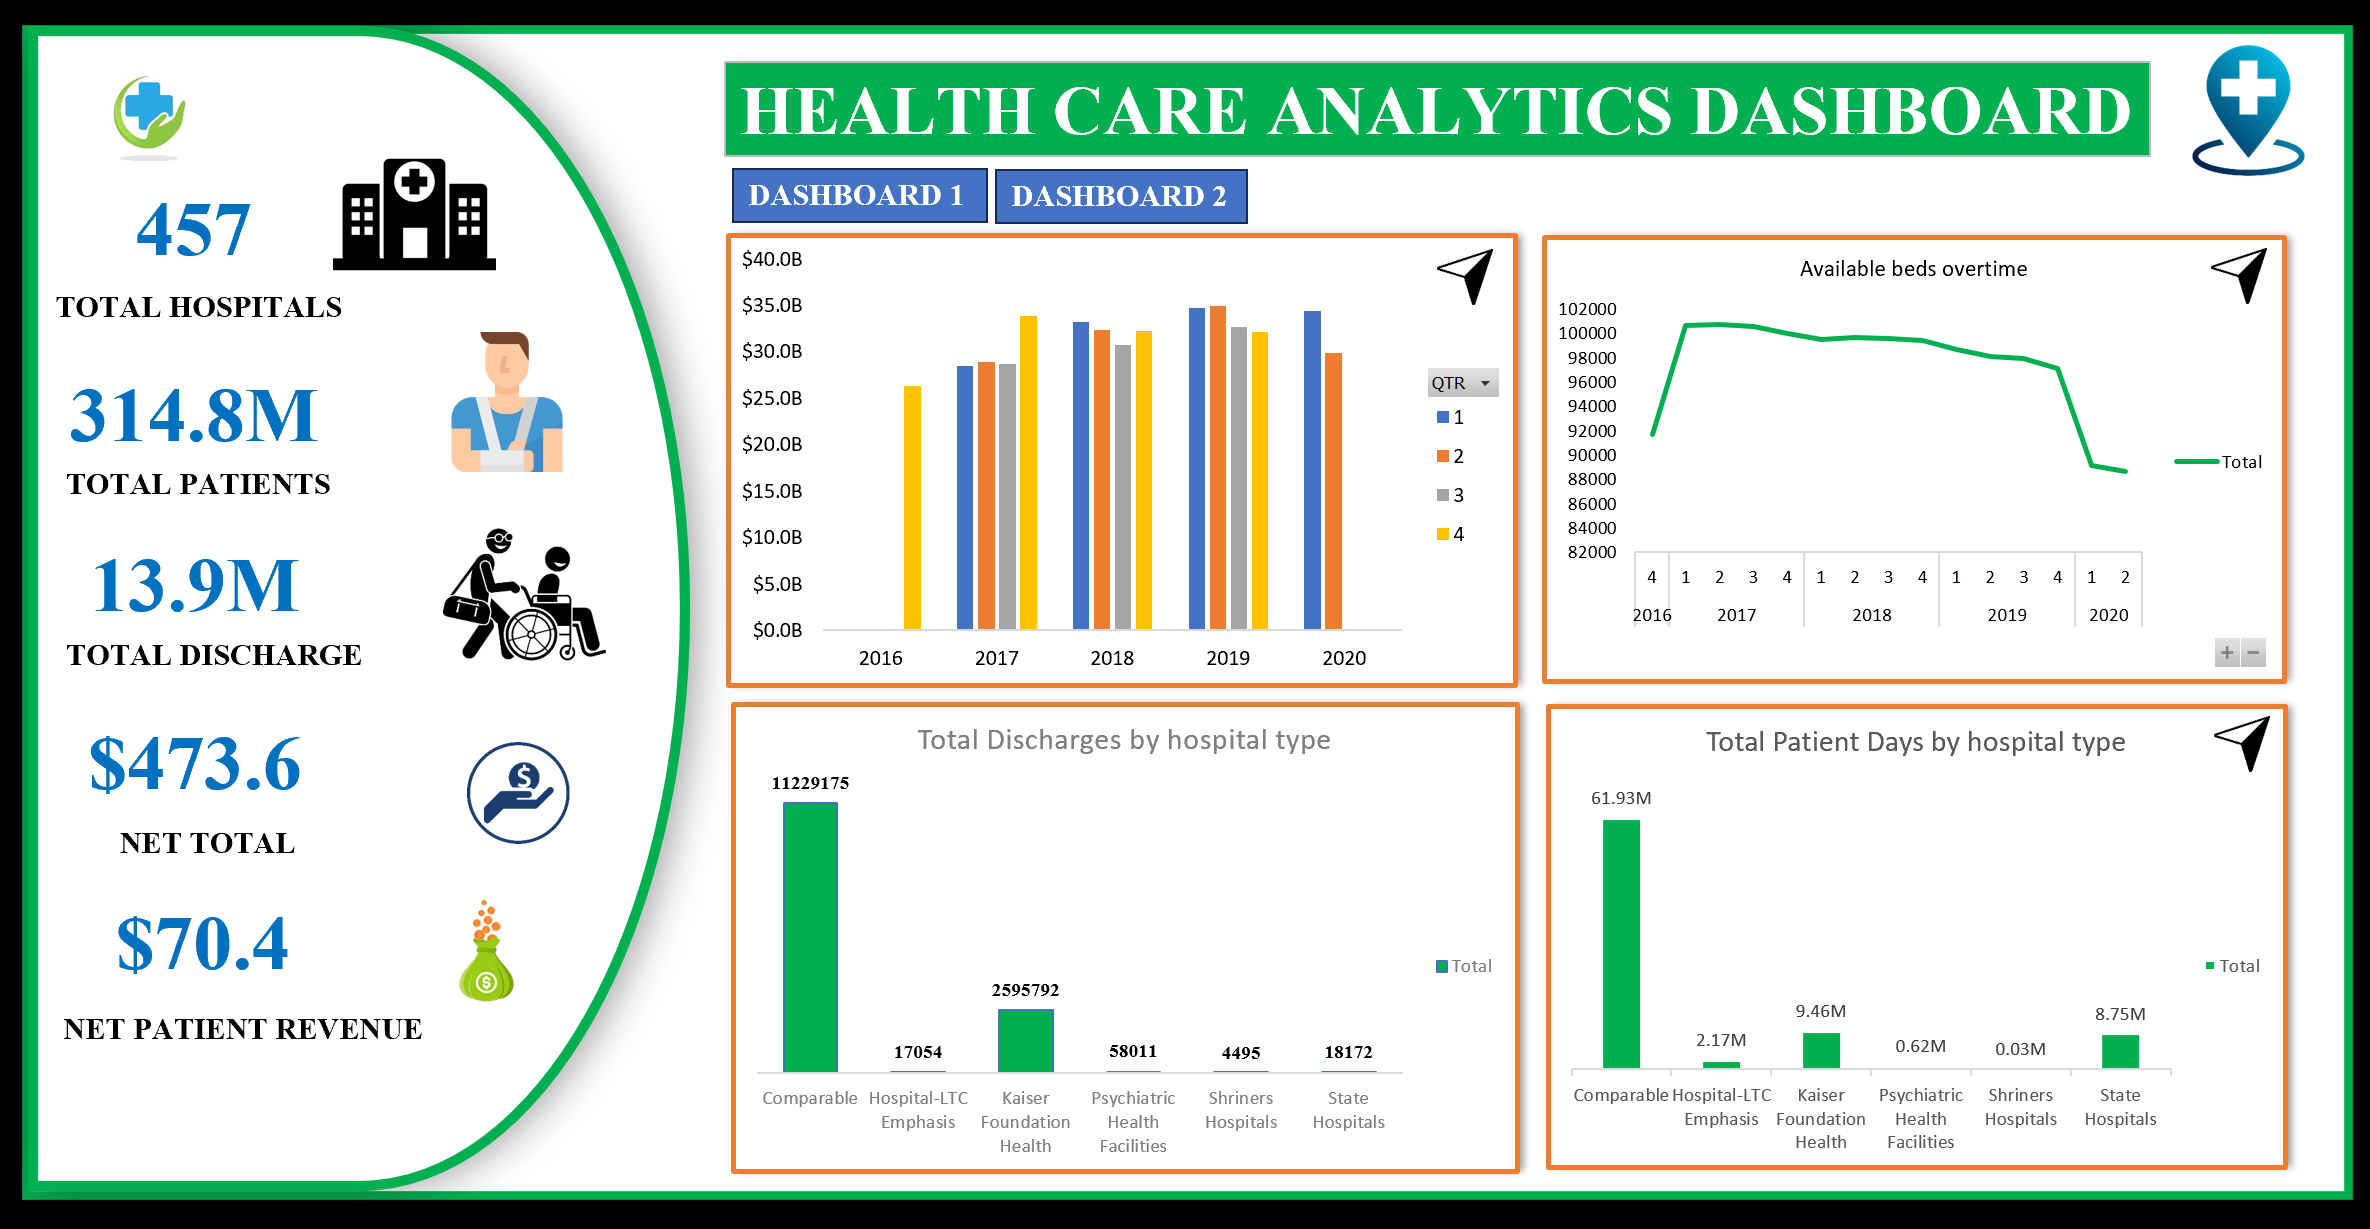 HEALTH CARE ANALYTICS DASHBOARD
DASHBOARD 1
DASHBOARD 2
457
TOTAL HOSPITALS
314.8M
TOTAL PATIENTS
13.9M
TOTAL DISCHARGE
$473.6
NET TOTAL
$70.4
NET PATIENT REVENUE
$40.0B
$35.0B
$30.0B
$25.0B
$20.0B
$15.0B
$10.0B
$5.0B
$0.0B
2016 2017 2018 2019 2020
QTR
1
2
3
4
Available beds overtime
102000
100000
98000
96000
94000
92000
90000
88000
86000
84000
82000
4 1 2 3 4 1 2 3 4 1 2 3 4 1 2
2016 2017 2018 2019 2020
Total
+ −
Total Discharges by hospital type
11229175
17054
2595792
58011
4495
18172
Comparable Hospital-LTC Kaiser Psychiatric Shriners State
Emphasis Foundation Health Hospitals Hospitals
Health Facilities
Total
Total Patient Days by hospital type
61.93M
2.17M
9.46M
0.62M
0.03M
8.75M
Comparable Hospital-LTC Kaiser Psychiatric Shriners State
Emphasis Foundation Health Hospitals Hospitals
Health Facilities
Total